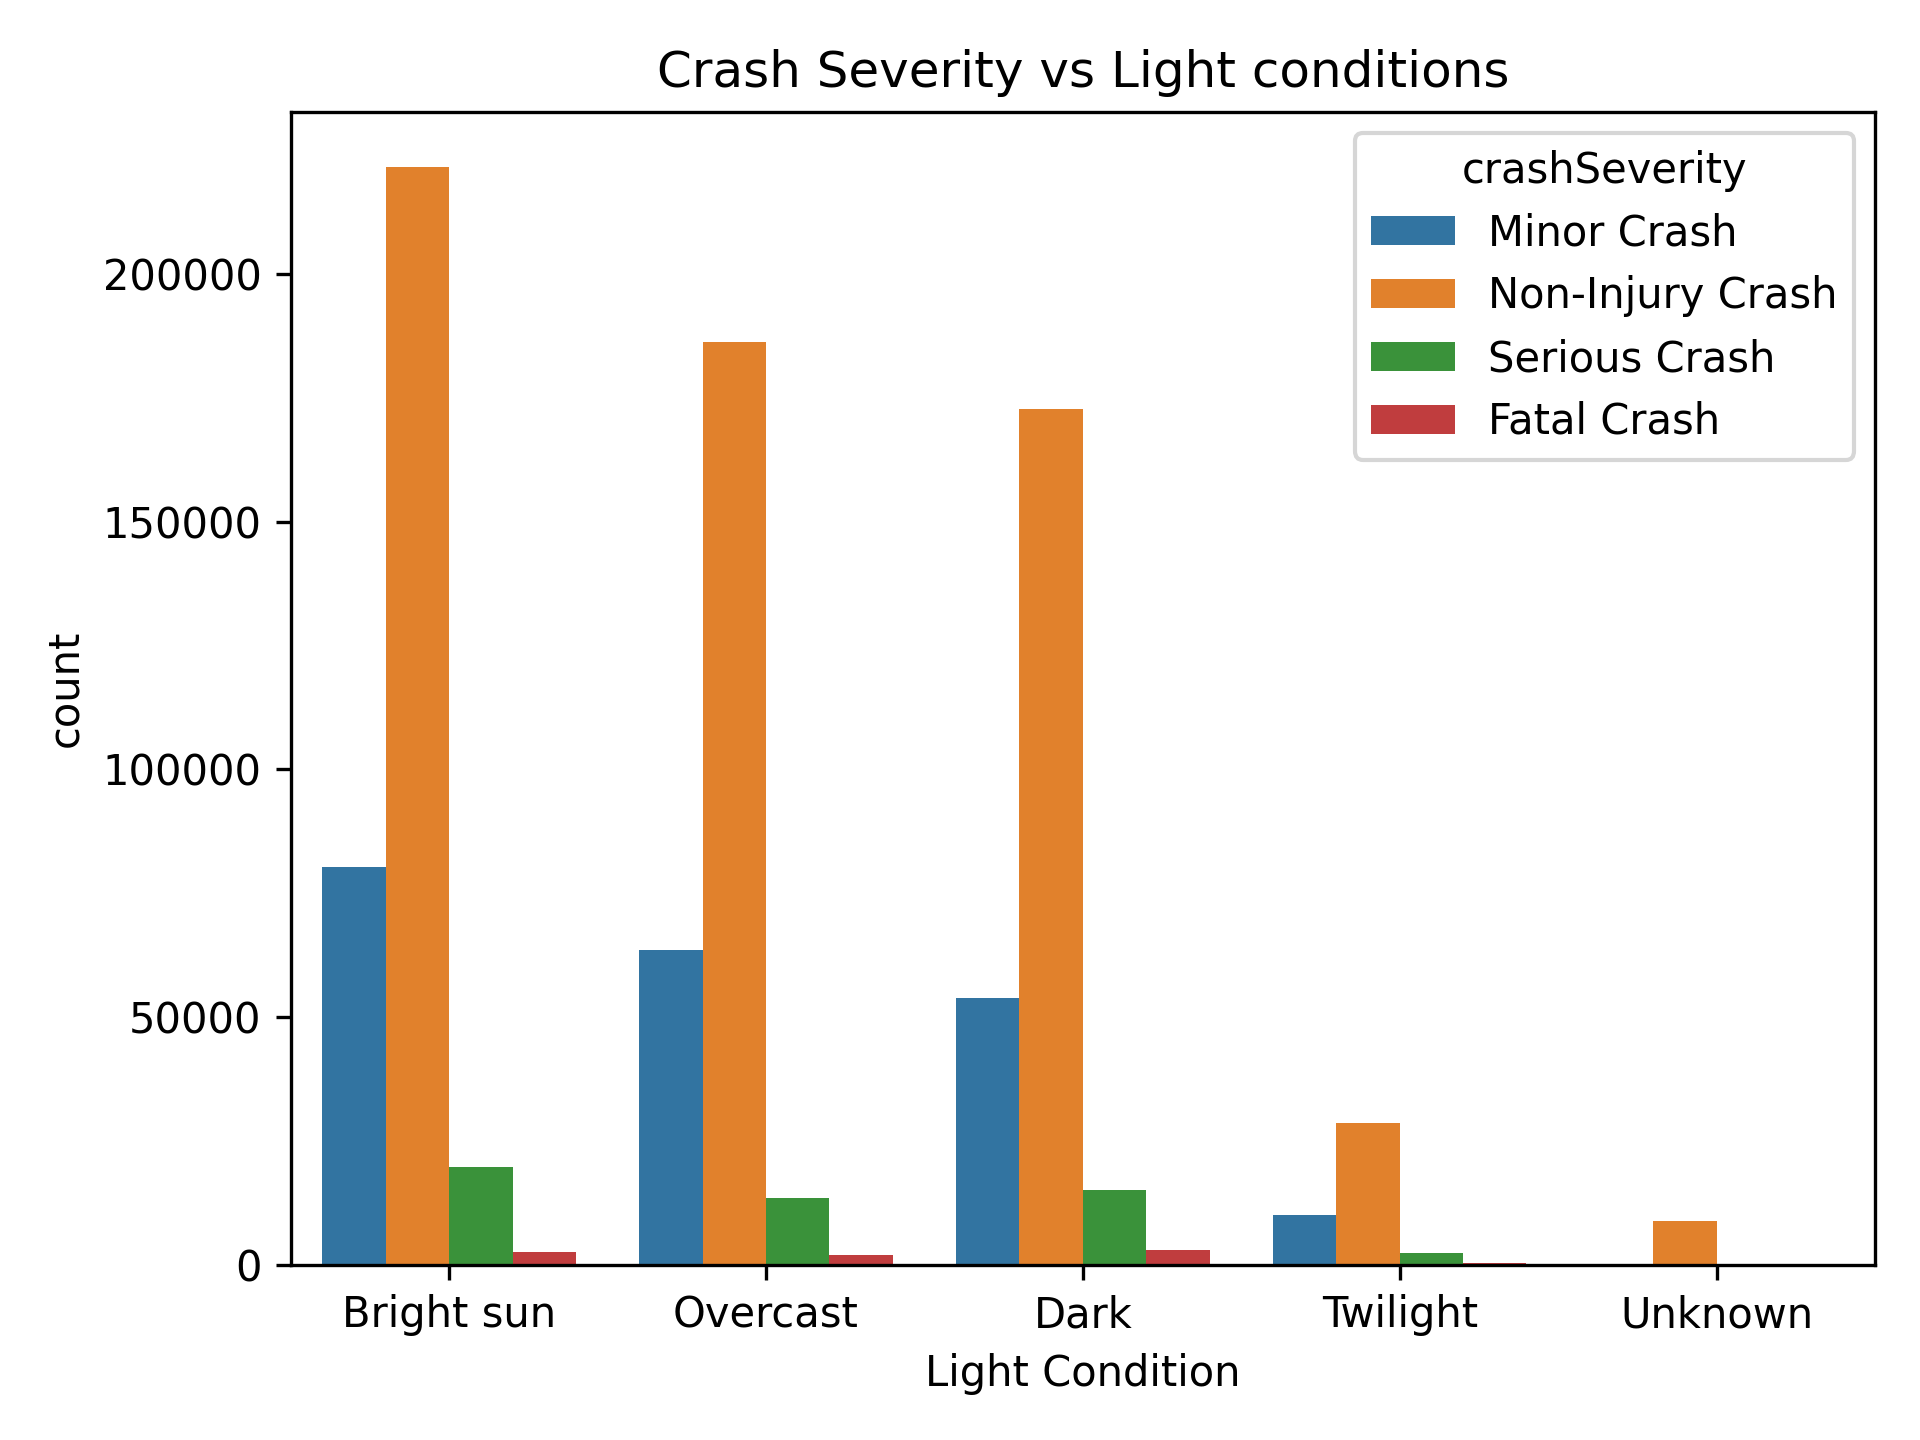 Crash Severity vs Light conditions
crashSeverity
Minor Crash
Non-Injury Crash
Serious Crash
Fatal Crash
200000
150000
100000
50000
0
count
Bright sun
Overcast
Dark
Twilight
Unknown
Light Condition